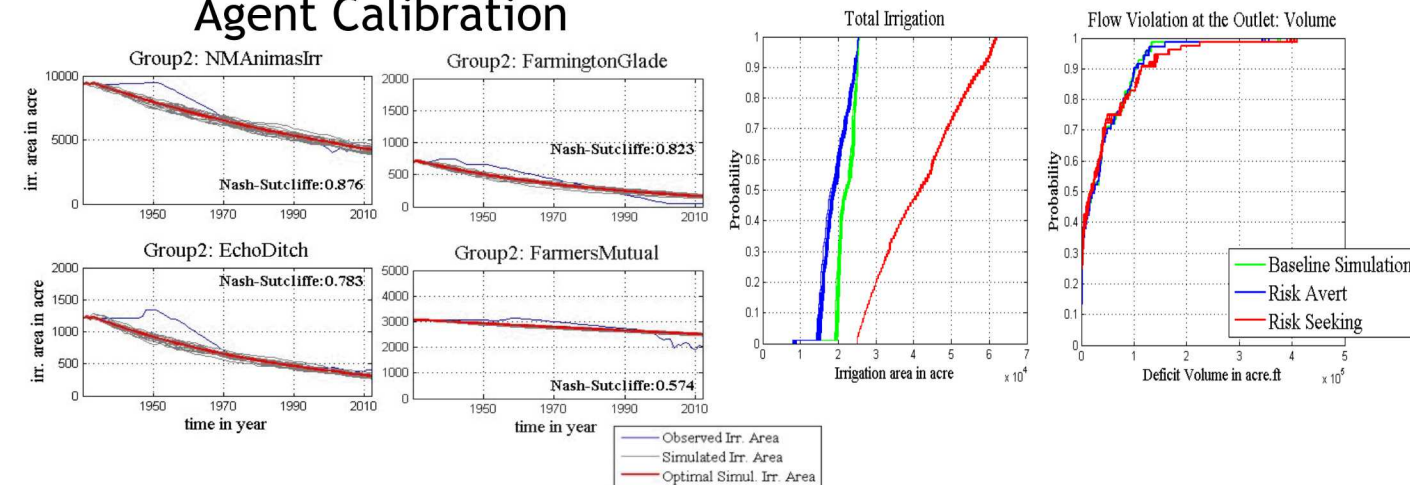 Agent Calibration
Group2: NMAnimasIrr
irr. area in acre
10000
5000
0
Nash-Sutcliffe:0.876
1950 1970 1990 2010
Group2: FarmingtonGlade
2000
1500
1000
500
0
Nash-Sutcliffe:0.823
1950 1970 1990 2010
Group2: EchoDitch
irr. area in acre
2000
1500
1000
500
0
Nash-Sutcliffe:0.783
1950 1970 1990 2010
time in year
Group2: FarmersMutual
5000
4000
3000
2000
1000
0
Nash-Sutcliffe:0.574
1950 1970 1990 2010
time in year
Observed Irr. Area
Simulated Irr. Area
Optimal Simul. Irr. Area
Total Irrigation
Probability
1
0.9
0.8
0.7
0.6
0.5
0.4
0.3
0.2
0.1
0
0 1 2 3 4 5 6 7
Irrigation area in acre
x 10⁴
Flow Violation at the Outlet: Volume
Probability
1
0.9
0.8
0.7
0.6
0.5
0.4
0.3
0.2
0.1
0
0 1 2 3 4 5
Deficit Volume in acre.ft
x 10⁵
Baseline Simulation
Risk Avert
Risk Seeking